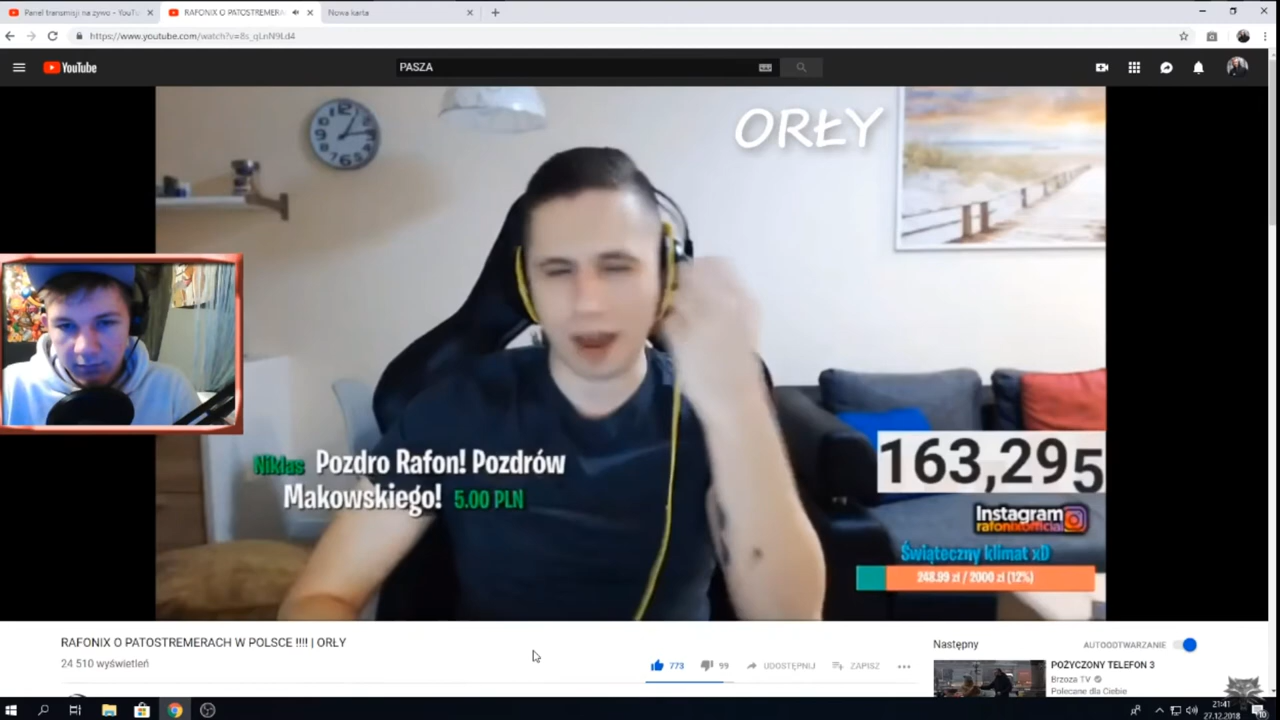 Panel transmisji na żywo - YouTu
RAFONIX O PATOSTREMERA
Nowa karta
https://www.youtube.com/watch?v=8s_qLnN9Ld4
YouTube
PASZA
ORŁY
Niklas Pozdro Rafon! Pozdrów
Makowskiego! 5.00 PLN
163,295
Instagram
rafonixofficial
Świąteczny klimat xD
248.99 zł / 2000 zł (12%)
RAFONIX O PATOSTREMERACH W POLSCE !!!! | ORŁY
24 510 wyświetleń
773
99
UDOSTĘPNIJ
ZAPISZ
Następny
AUTOODTWARZANIE
POŻYCZONY TELEFON 3
Brzoza TV
Polecane dla Ciebie
21:41
27.12.2018